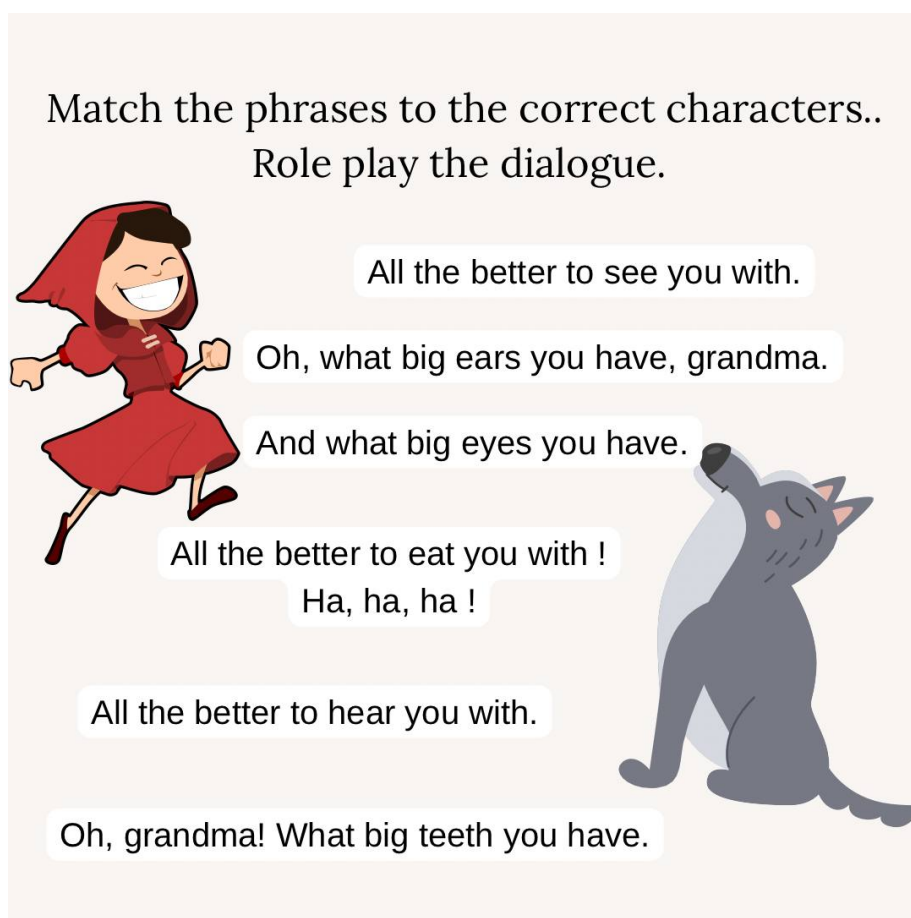 Match the phrases to the correct characters..
Role play the dialogue.
All the better to see you with.
Oh, what big ears you have, grandma.
And what big eyes you have.
All the better to eat you with !
Ha, ha, ha !
All the better to hear you with.
Oh, grandma! What big teeth you have.